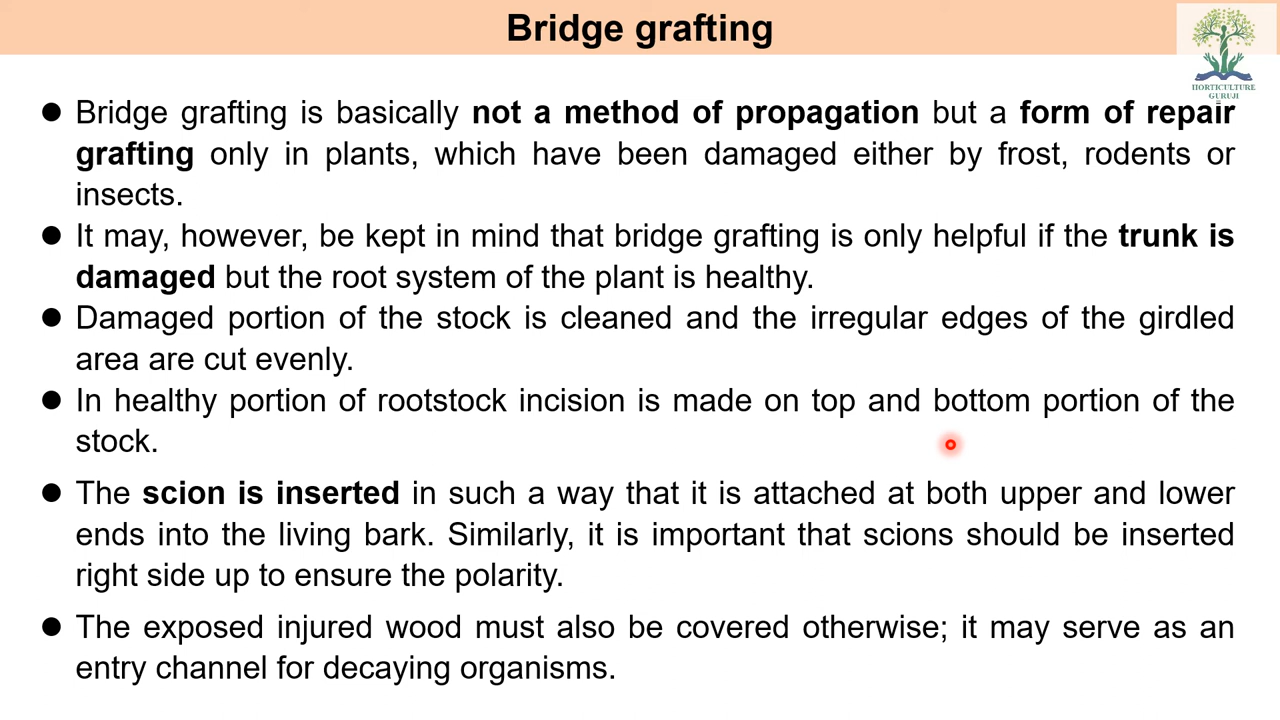 Bridge grafting
HORTICULTURE
GURUJI
● Bridge grafting is basically not a method of propagation but a form of repair
grafting only in plants, which have been damaged either by frost, rodents or
insects.
● It may, however, be kept in mind that bridge grafting is only helpful if the trunk is
damaged but the root system of the plant is healthy.
● Damaged portion of the stock is cleaned and the irregular edges of the girdled
area are cut evenly.
● In healthy portion of rootstock incision is made on top and bottom portion of the
stock.
● The scion is inserted in such a way that it is attached at both upper and lower
ends into the living bark. Similarly, it is important that scions should be inserted
right side up to ensure the polarity.
● The exposed injured wood must also be covered otherwise; it may serve as an
entry channel for decaying organisms.